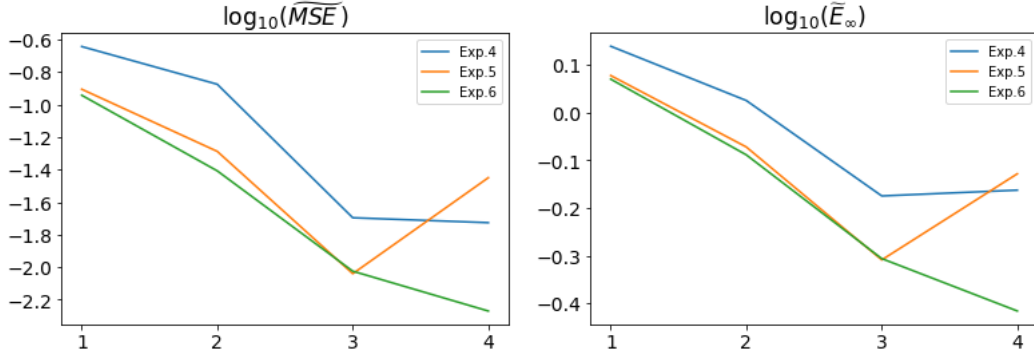 log₁₀(M̃S̃Ẽ)
−0.6
−0.8
−1.0
−1.2
−1.4
−1.6
−1.8
−2.0
−2.2
1 2 3 4
Exp.4
Exp.5
Exp.6
log₁₀(Ẽ∞)
0.1
0.0
−0.1
−0.2
−0.3
−0.4
1 2 3 4
Exp.4
Exp.5
Exp.6